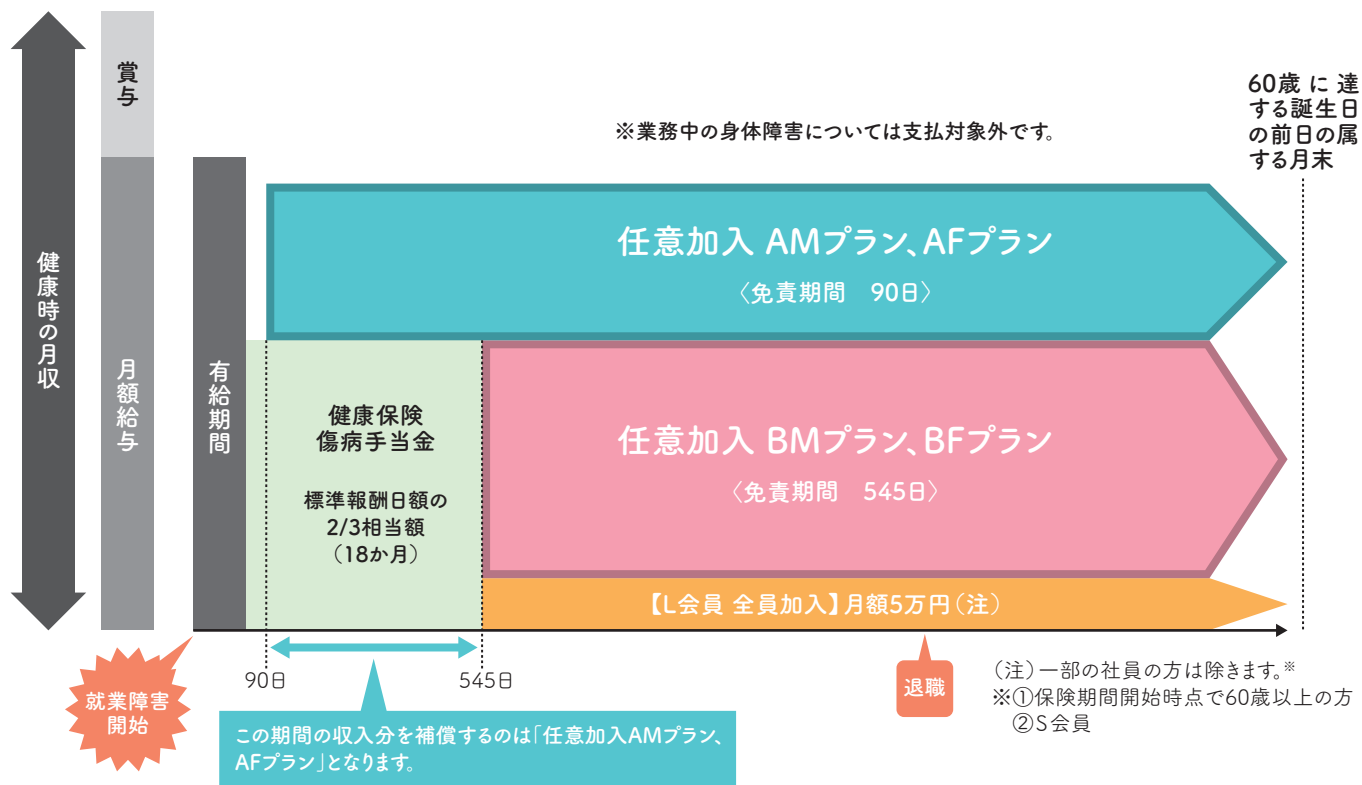 賞与
60歳に達
する誕生日
の前日の属
する月末
※業務中の身体障害については支払対象外です。
健康時の月収
月額給与
有給期間
任意加入 AMプラン、AFプラン
〈免責期間　90日〉
健康保険
傷病手当金
標準報酬日額の
2/3相当額
（18か月）
任意加入 BMプラン、BFプラン
〈免責期間　545日〉
【L会員 全員加入】月額5万円（注）
就業障害
開始
90日
545日
この期間の収入分を補償するのは「任意加入AMプラン、
AFプラン」となります。
退職
（注）一部の社員の方は除きます。※
※①保険期間開始時点で60歳以上の方
②S会員